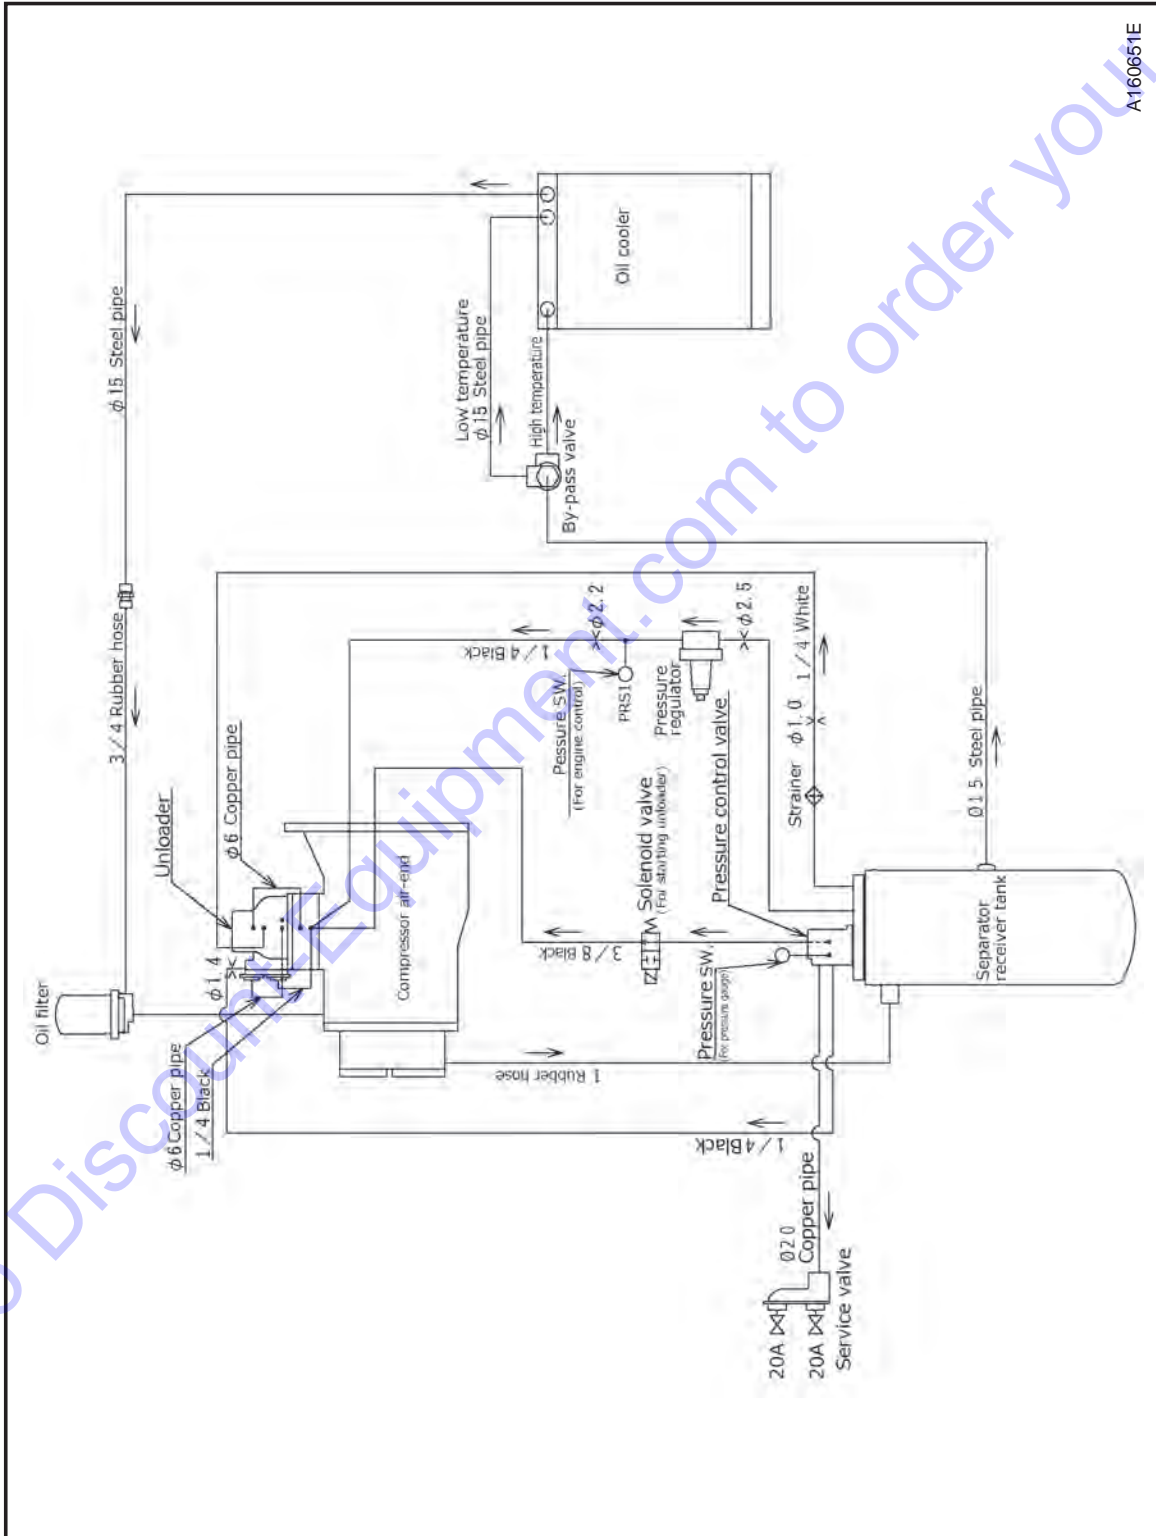 A160651E
φ15 Steel pipe
3/4 Rubber hose
Oil filter
Unloader
φ6 Copper pipe
φ1.4
φ6 Copper pipe
1/4 Black
Compressor air-end
1 Rubber hose
Low temperature
φ15 Steel pipe
High temperature
By-pass valve
Oil cooler
1/4 Black
φ2.2
φ2.5
Pessure SW.
(For engine control)
PRS1
Pressure
regulator
3/8 Black
Solenoid valve
(For starting unloader)
Pressure control valve
Pressure SW.
(For pressure gauge)
Strainer
φ1.0
1/4 White
Ø15 Steel pipe
Separator
receiver tank
1/4Black
Ø20
Copper pipe
20A
20A
Service valve
Discount-Equipment.com to order your